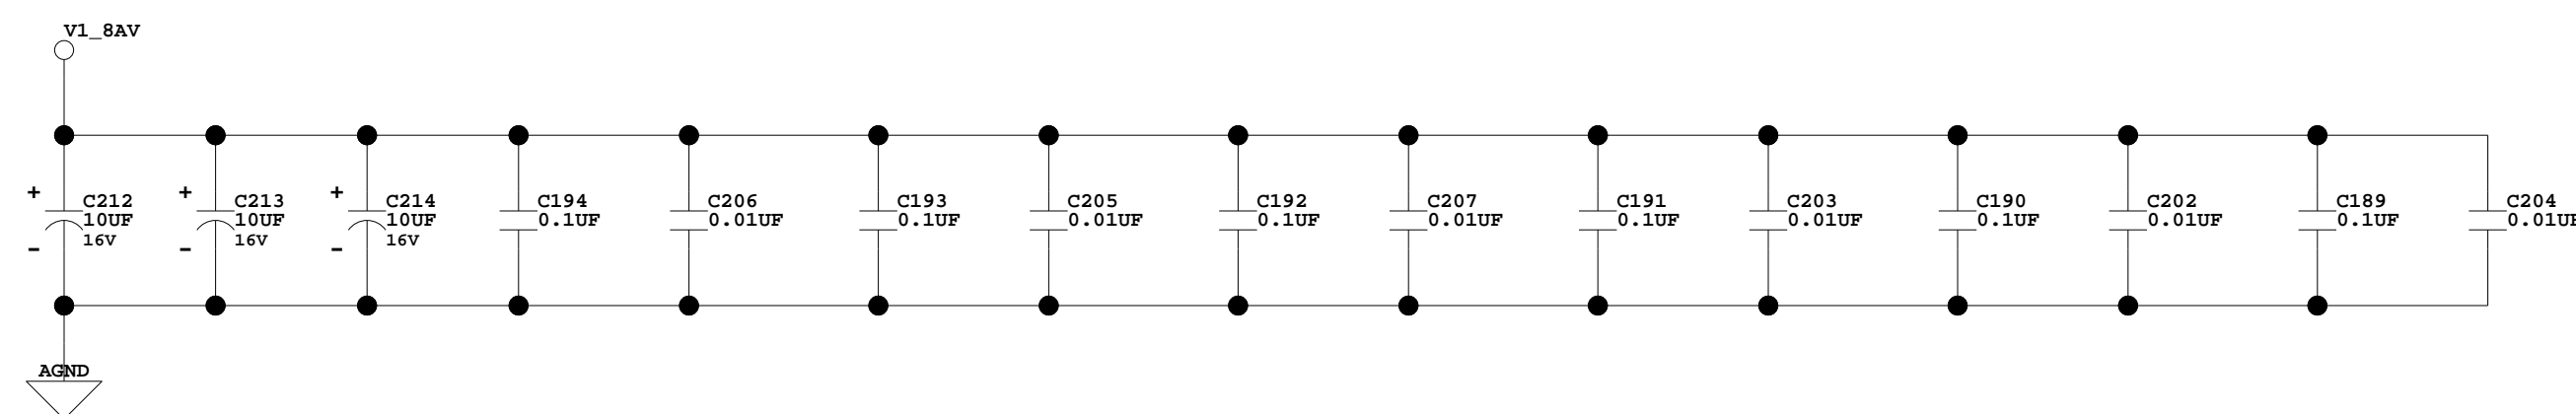 V1_8AV
+
C212
10UF
16V
-
+
C213
10UF
16V
-
+
C214
10UF
16V
-
C194
0.1UF
C206
0.01UF
C193
0.1UF
C205
0.01UF
C192
0.1UF
C207
0.01UF
C191
0.1UF
C203
0.01UF
C190
0.1UF
C202
0.01UF
C189
0.1UF
C204
0.01UF
AGND